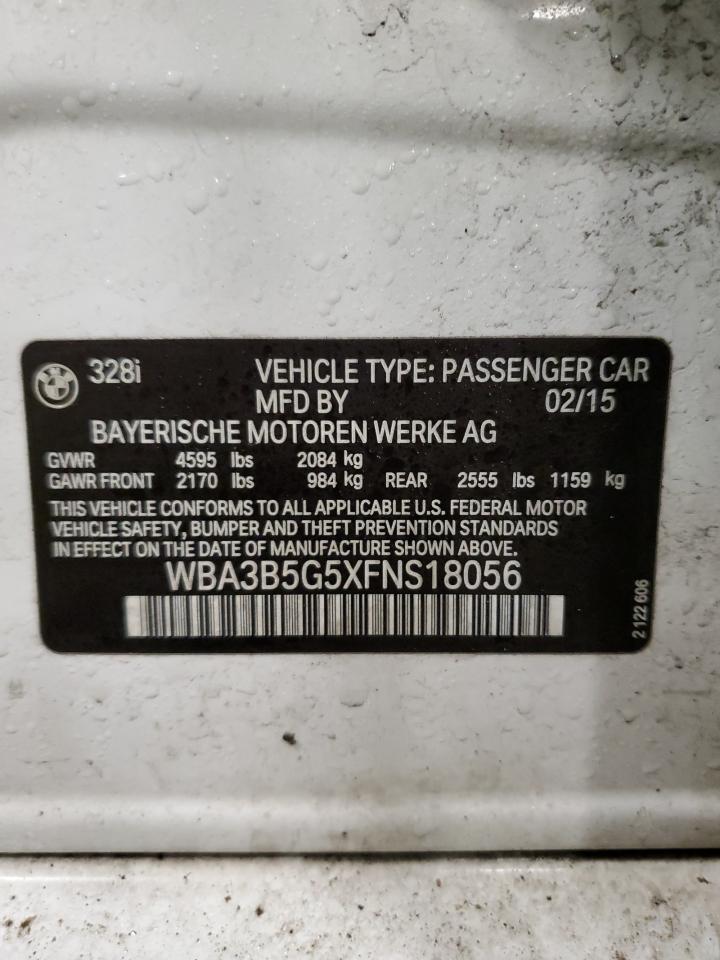 328i VEHICLE TYPE: PASSENGER CAR
MFD BY 02/15
BAYERISCHE MOTOREN WERKE AG
GVWR 4595 lbs 2084 kg
GAWR FRONT 2170 lbs 984 kg REAR 2555 lbs 1159 kg
THIS VEHICLE CONFORMS TO ALL APPLICABLE U.S. FEDERAL MOTOR
VEHICLE SAFETY, BUMPER AND THEFT PREVENTION STANDARDS
IN EFFECT ON THE DATE OF MANUFACTURE SHOWN ABOVE.
WBA3B5G5XFNS18056
2 122 606